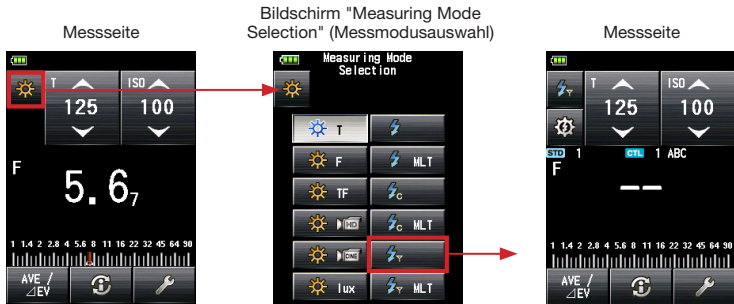 Messseite
Bildschirm "Measuring Mode
Selection" (Messmodusauswahl)
Messseite
T
125
ISO
100
F
5.6₇
1 1.4 2 2.8 4 5.6 8 11 16 22 32 45 64 90
AVE /
⊿EV
Measuring Mode
Selection
T
F
MLT
TF
C
HD
C MLT
CINE
lux
MLT
T
125
ISO
100
STD 1 CTL 1 ABC
F
--
1 1.4 2 2.8 4 5.6 8 11 16 22 32 45 64 90
AVE /
⊿EV